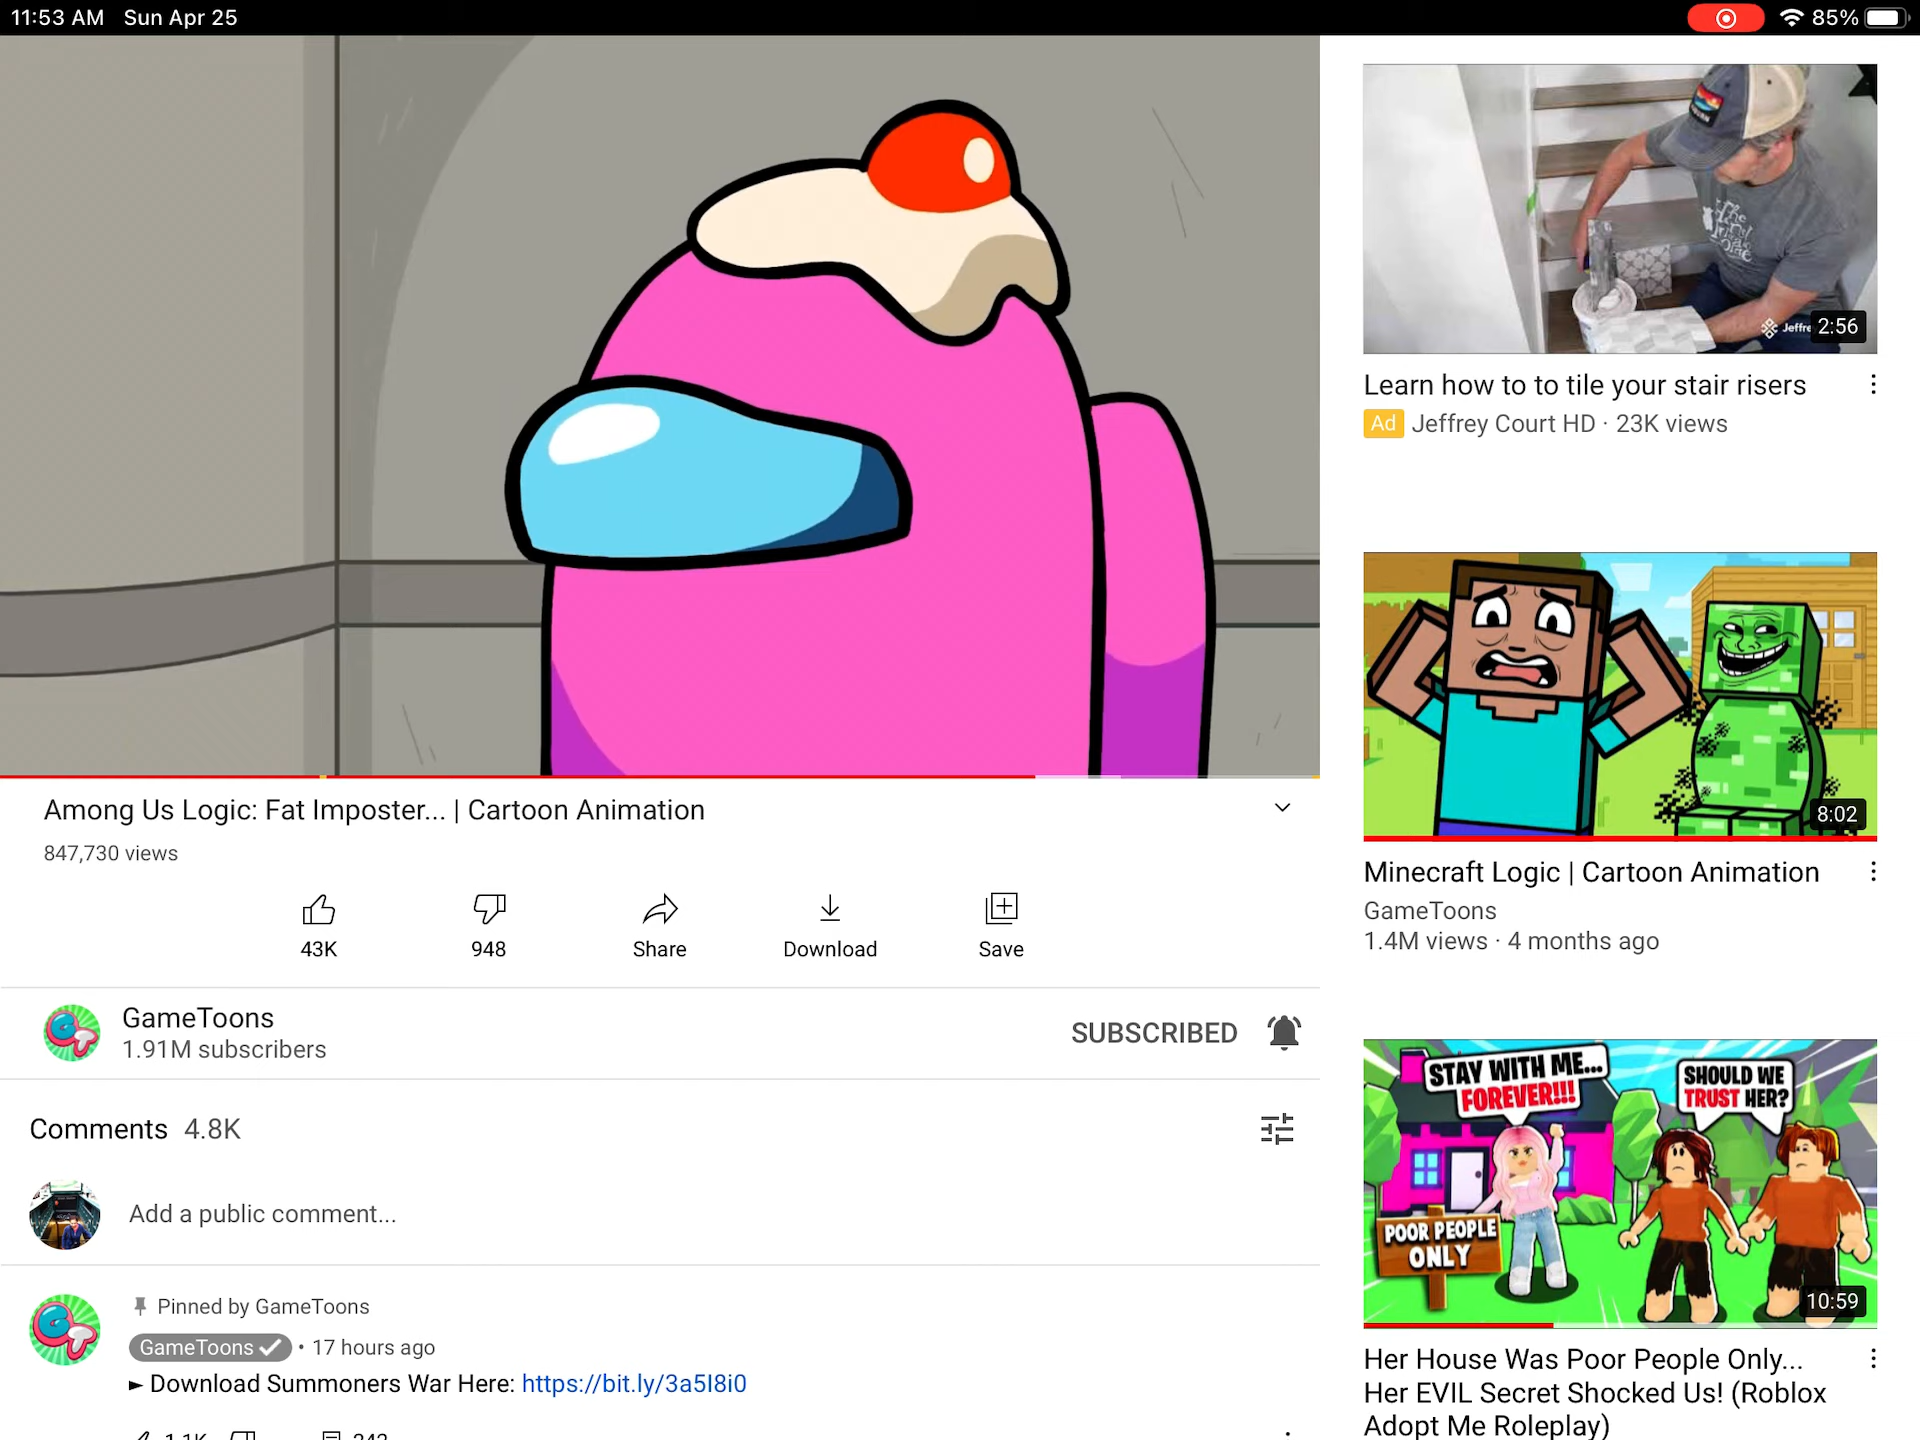 11:53 AM Sun Apr 25
85%
Among Us Logic: Fat Imposter... | Cartoon Animation
847,730 views
43K
948
Share
Download
Save
GameToons
1.91M subscribers
SUBSCRIBED
Comments 4.8K
Add a public comment...
Pinned by GameToons
GameToons • 17 hours ago
► Download Summoners War Here: https://bit.ly/3a5I8i0
1.1K
242
2:56
Learn how to to tile your stair risers
Ad Jeffrey Court HD · 23K views
8:02
Minecraft Logic | Cartoon Animation
GameToons
1.4M views · 4 months ago
STAY WITH ME...
FOREVER!!!
SHOULD WE
TRUST HER?
POOR PEOPLE
ONLY
10:59
Her House Was Poor People Only...
Her EVIL Secret Shocked Us! (Roblox
Adopt Me Roleplay)